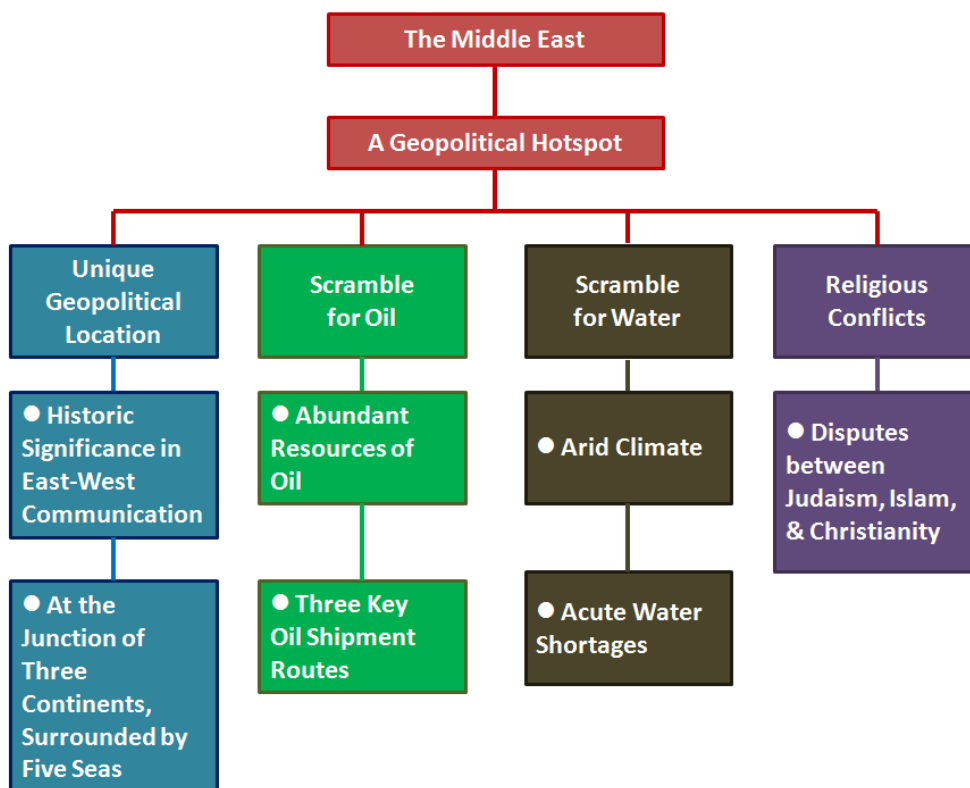 The Middle East
A Geopolitical Hotspot
Unique
Geopolitical
Location
● Historic
Significance in
East-West
Communication
● At the
Junction of
Three
Continents,
Surrounded by
Five Seas
Scramble
for Oil
● Abundant
Resources of
Oil
● Three Key
Oil Shipment
Routes
Scramble
for Water
● Arid Climate
● Acute Water
Shortages
Religious
Conflicts
● Disputes
between
Judaism, Islam,
& Christianity